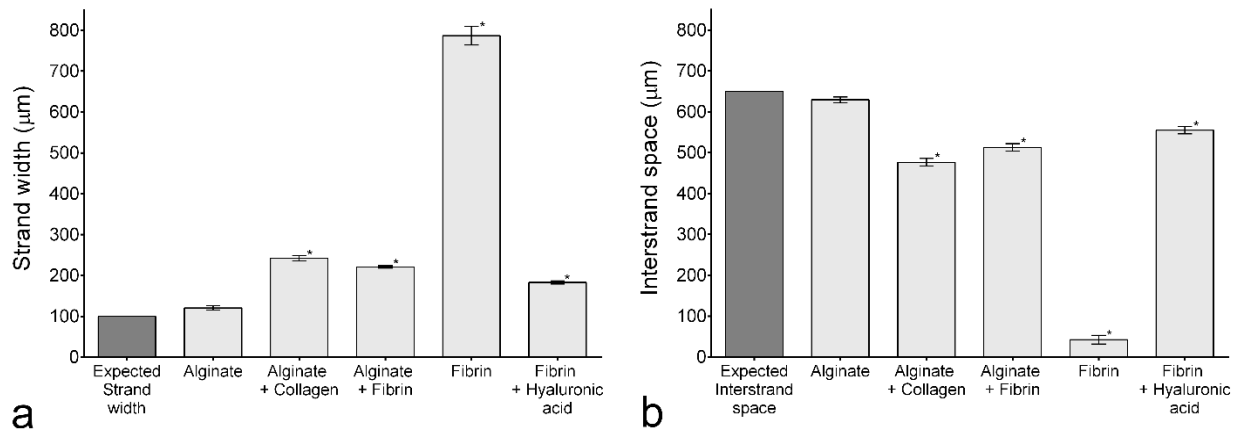 Strand width (μm)
800
700
600
500
400
300
200
100
0
*
*
*
*
Expected
Strand
width
Alginate
Alginate
+ Collagen
Alginate
+ Fibrin
Fibrin
Fibrin
+ Hyaluronic
acid
a
Interstrand space (μm)
800
700
600
500
400
300
200
100
0
*
*
*
*
Expected
Interstrand
space
Alginate
Alginate
+ Collagen
Alginate
+ Fibrin
Fibrin
Fibrin
+ Hyaluronic
acid
b